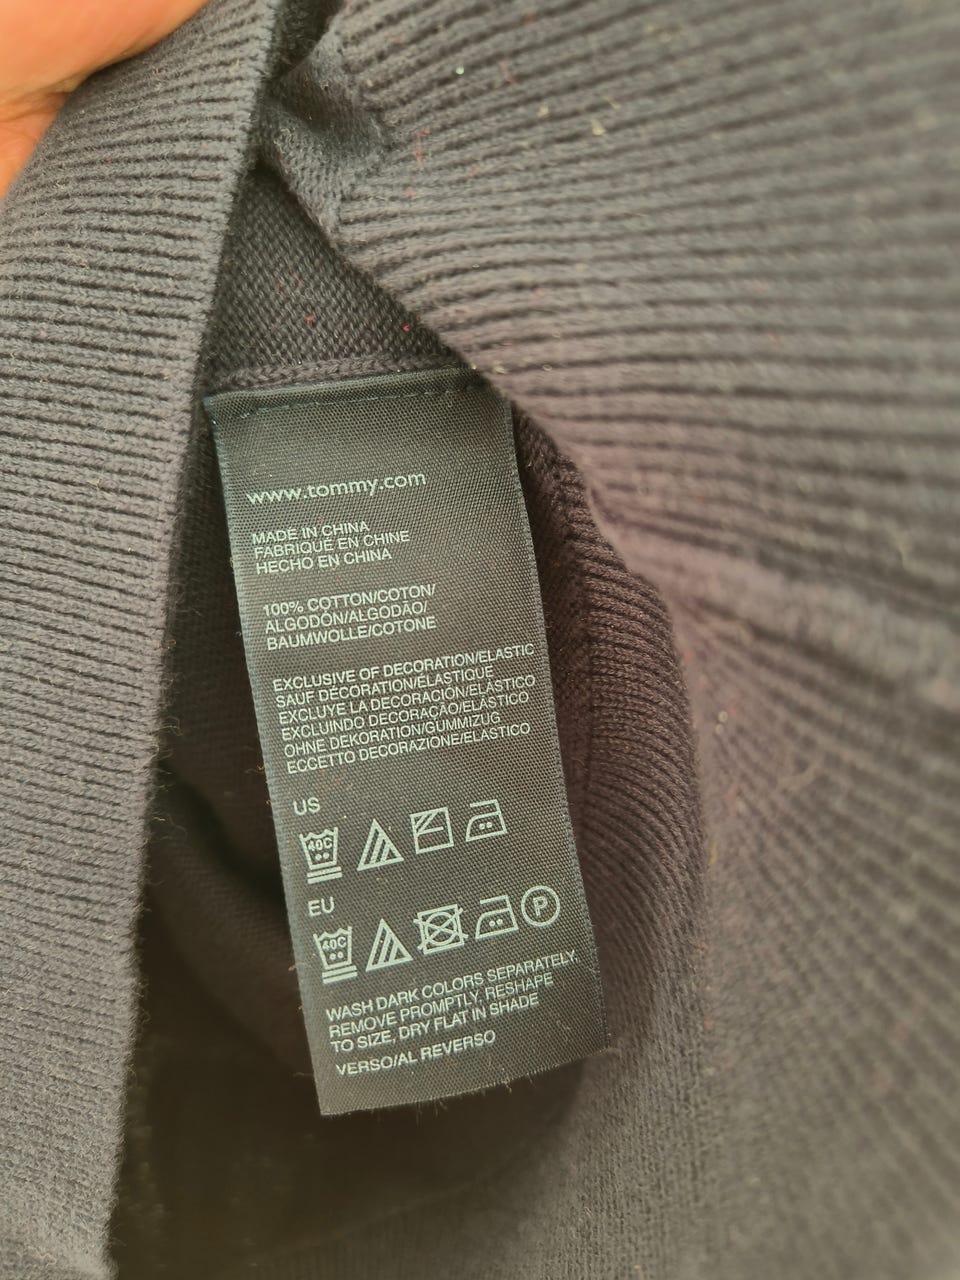 www.tommy.com
MADE IN CHINA
FABRIQUÉ EN CHINE
HECHO EN CHINA
100% COTTON/COTON/
ALGODÓN/ALGODÃO/
BAUMWOLLE/COTONE
EXCLUSIVE OF DECORATION/ELASTIC
SAUF DÉCORATION/ÉLASTIQUE
EXCLUYE LA DECORACIÓN/ELÁSTICO
EXCLUINDO DECORAÇÃO/ELÁSTICO
OHNE DEKORATION/GUMMIZUG
ECCETTO DECORAZIONE/ELASTICO
US
40C
EU
40C P
WASH DARK COLORS SEPARATELY,
REMOVE PROMPTLY, RESHAPE
TO SIZE, DRY FLAT IN SHADE
VERSO/AL REVERSO